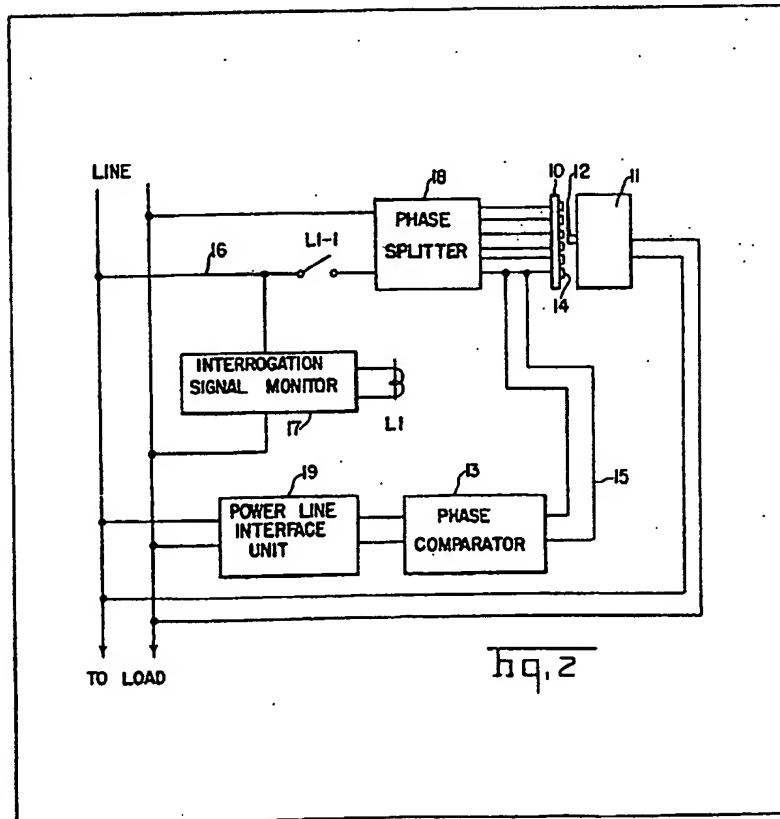 LINE
18
10
12
11
PHASE
SPLITTER
16
L1-1
14
INTERROGATION
SIGNAL MONITOR
17
L1
19
13
15
POWER LINE
INTERFACE
UNIT
PHASE
COMPARATOR
TO LOAD
fig. 2